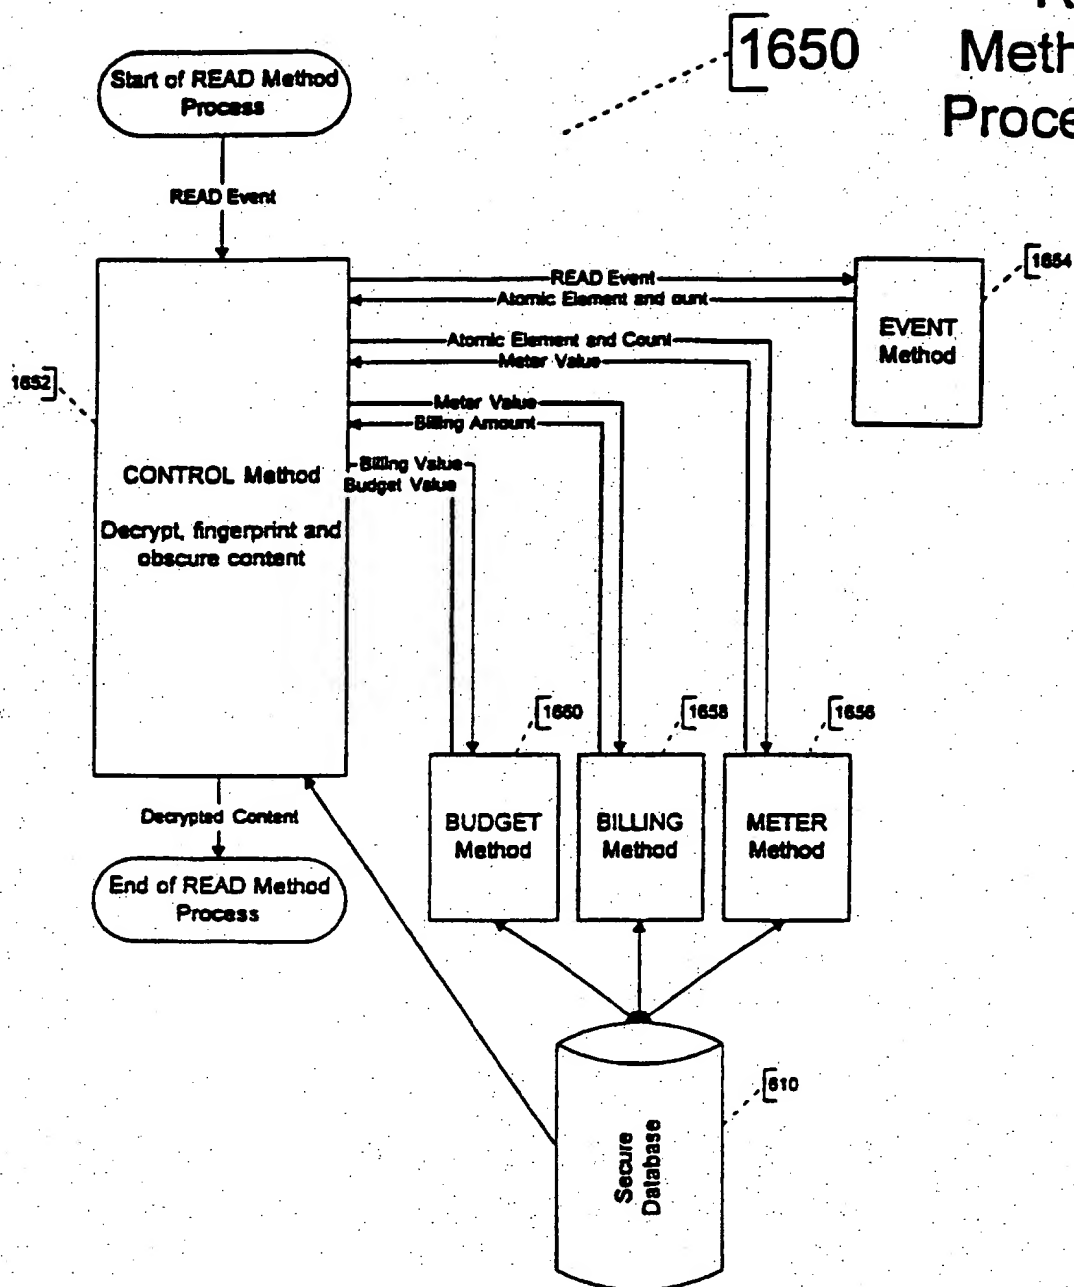 1650
Meth
Proce
Start of READ Method
Process
READ Event
READ Event
1654
Atomic Element and ount
EVENT
Method
Atomic Element and Count
Meter Value
1652
Meter Value
Billing Amount
Billing Value
Budget Value
CONTROL Method
Decrypt, fingerprint and
obscure content
1660
1658
1656
Decrypted Content
BUDGET
Method
BILLING
Method
METER
Method
End of READ Method
Process
610
Secure
Database